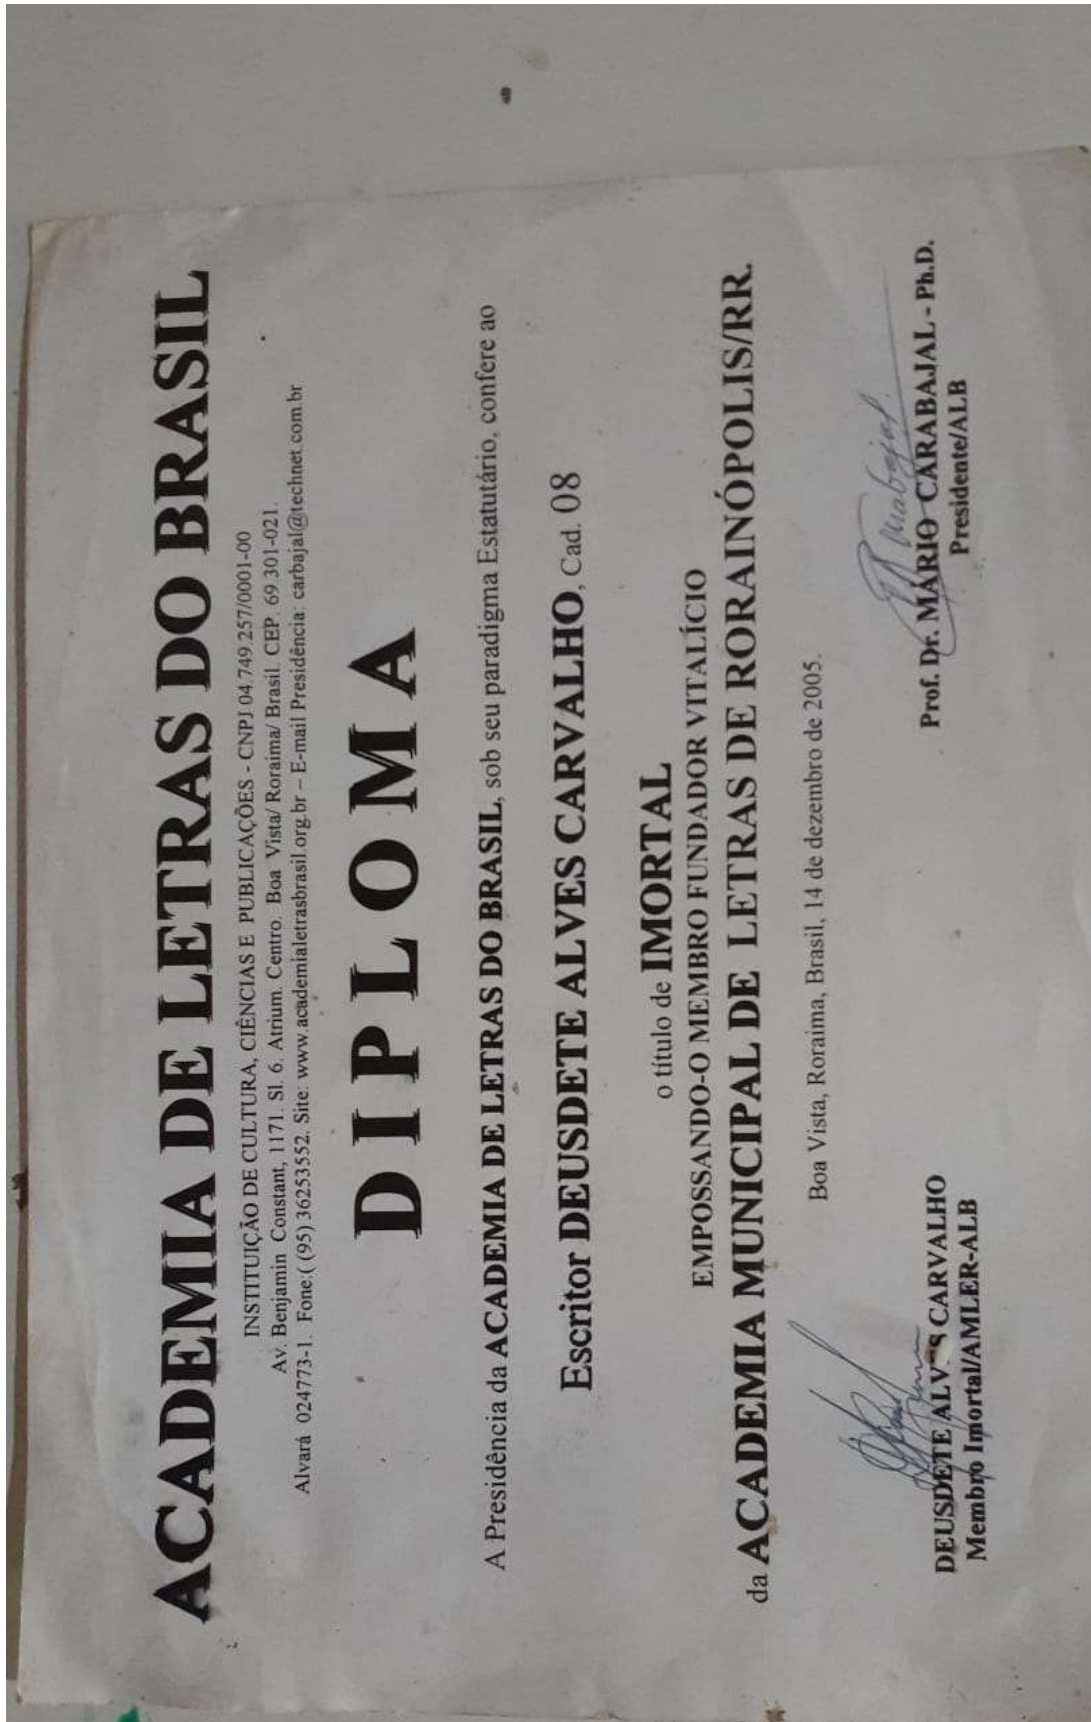 ACADEMIA DE LETRAS DO BRASIL
INSTITUIÇÃO DE CULTURA, CIÊNCIAS E PUBLICAÇÕES - CNPJ 04.749.257/0001-00
Av. Benjamin Constant, 1171. Sl. 6. Atrium. Centro. Boa Vista/ Roraima/ Brasil. CEP. 69 301-021.
Alvará 024773-1. Fone:( (95) 36253552. Site: www.academialetrasbrasil.org.br – E-mail Presidência: carbajal@technet.com.br
DIPLOMA
A Presidência da ACADEMIA DE LETRAS DO BRASIL, sob seu paradigma Estatutário, confere ao
Escritor DEUSDETE ALVES CARVALHO, Cad. 08
o título de IMORTAL
EMPOSSANDO-O MEMBRO FUNDADOR VITALÍCIO
da ACADEMIA MUNICIPAL DE LETRAS DE RORAINÓPOLIS/RR.
Boa Vista, Roraima, Brasil, 14 de dezembro de 2005.
DEUSDETE ALVES CARVALHO
Membro Imortal/AMLER-ALB
Prof. Dr. MÁRIO CARABAJAL - Ph.D.
Presidente/ALB